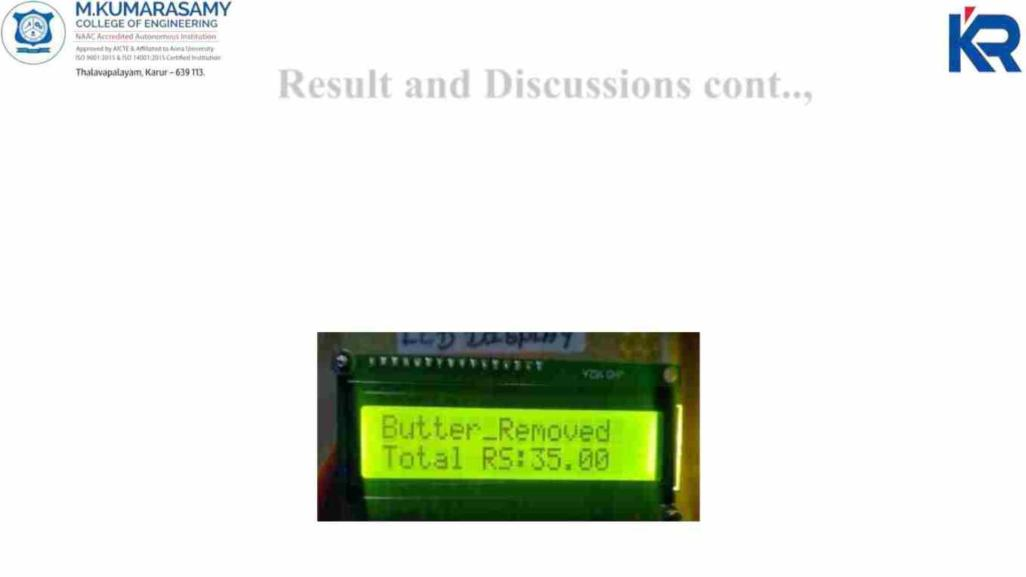 M.KUMARASAMY
COLLEGE OF ENGINEERING
NAAC Accredited Autonomous Institution
Approved by AICTE & Affiliated to Anna University
ISO 9001:2015 & ISO 14001:2015 Certified Institution
Thalavapalayam, Karur – 639 113.
KR
Result and Discussions cont..,
LCD Display
Butter_Removed
Total RS:35.00